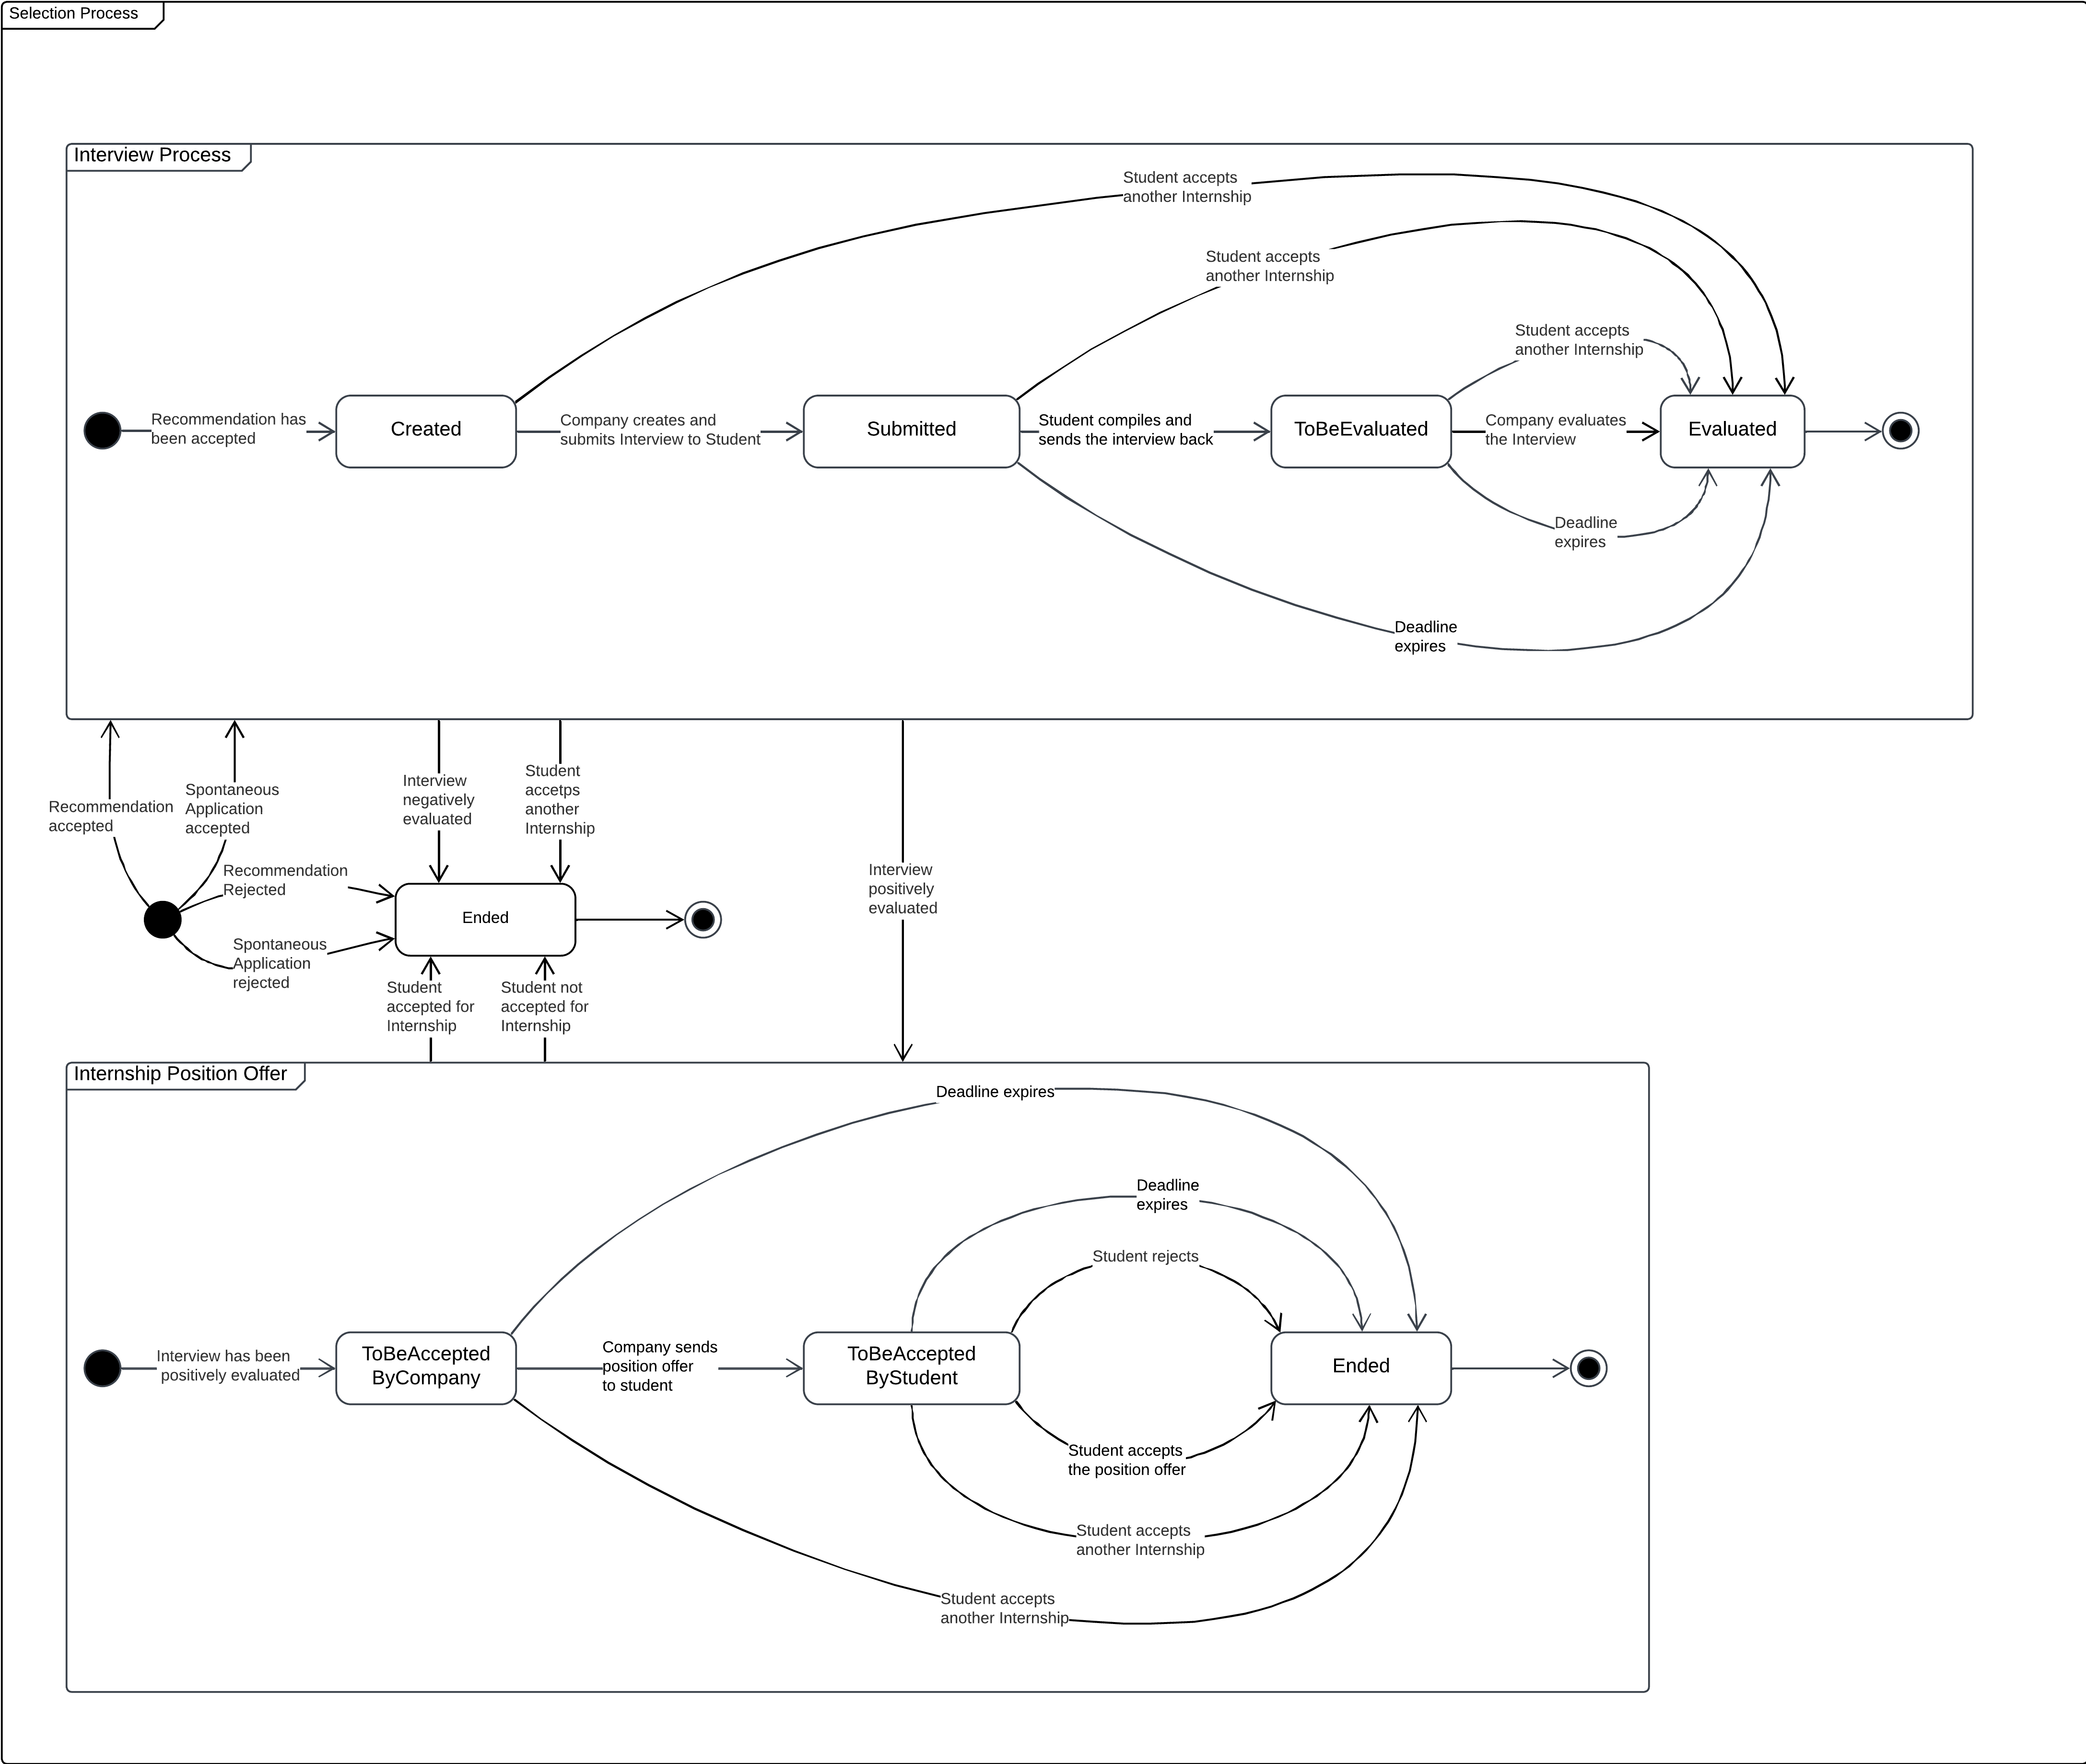 Selection Process
Interview Process
Student accepts
another Internship
Student accepts
another Internship
Student accepts
another Internship
Recommendation has
been accepted
Created
Company creates and
submits Interview to Student
Submitted
Student compiles and
sends the interview back
ToBeEvaluated
Company evaluates
the Interview
Evaluated
Deadline
expires
Deadline
expires
Recommendation
accepted
Spontaneous
Application
accepted
Interview
negatively
evaluated
Student
accetps
another
Internship
Interview
positively
evaluated
Recommendation
Rejected
Ended
Spontaneous
Application
rejected
Student
accepted for
Internship
Student not
accepted for
Internship
Internship Position Offer
Deadline expires
Deadline
expires
Student rejects
Interview has been
positively evaluated
ToBeAccepted
ByCompany
Company sends
position offer
to student
ToBeAccepted
ByStudent
Ended
Student accepts
the position offer
Student accepts
another Internship
Student accepts
another Internship